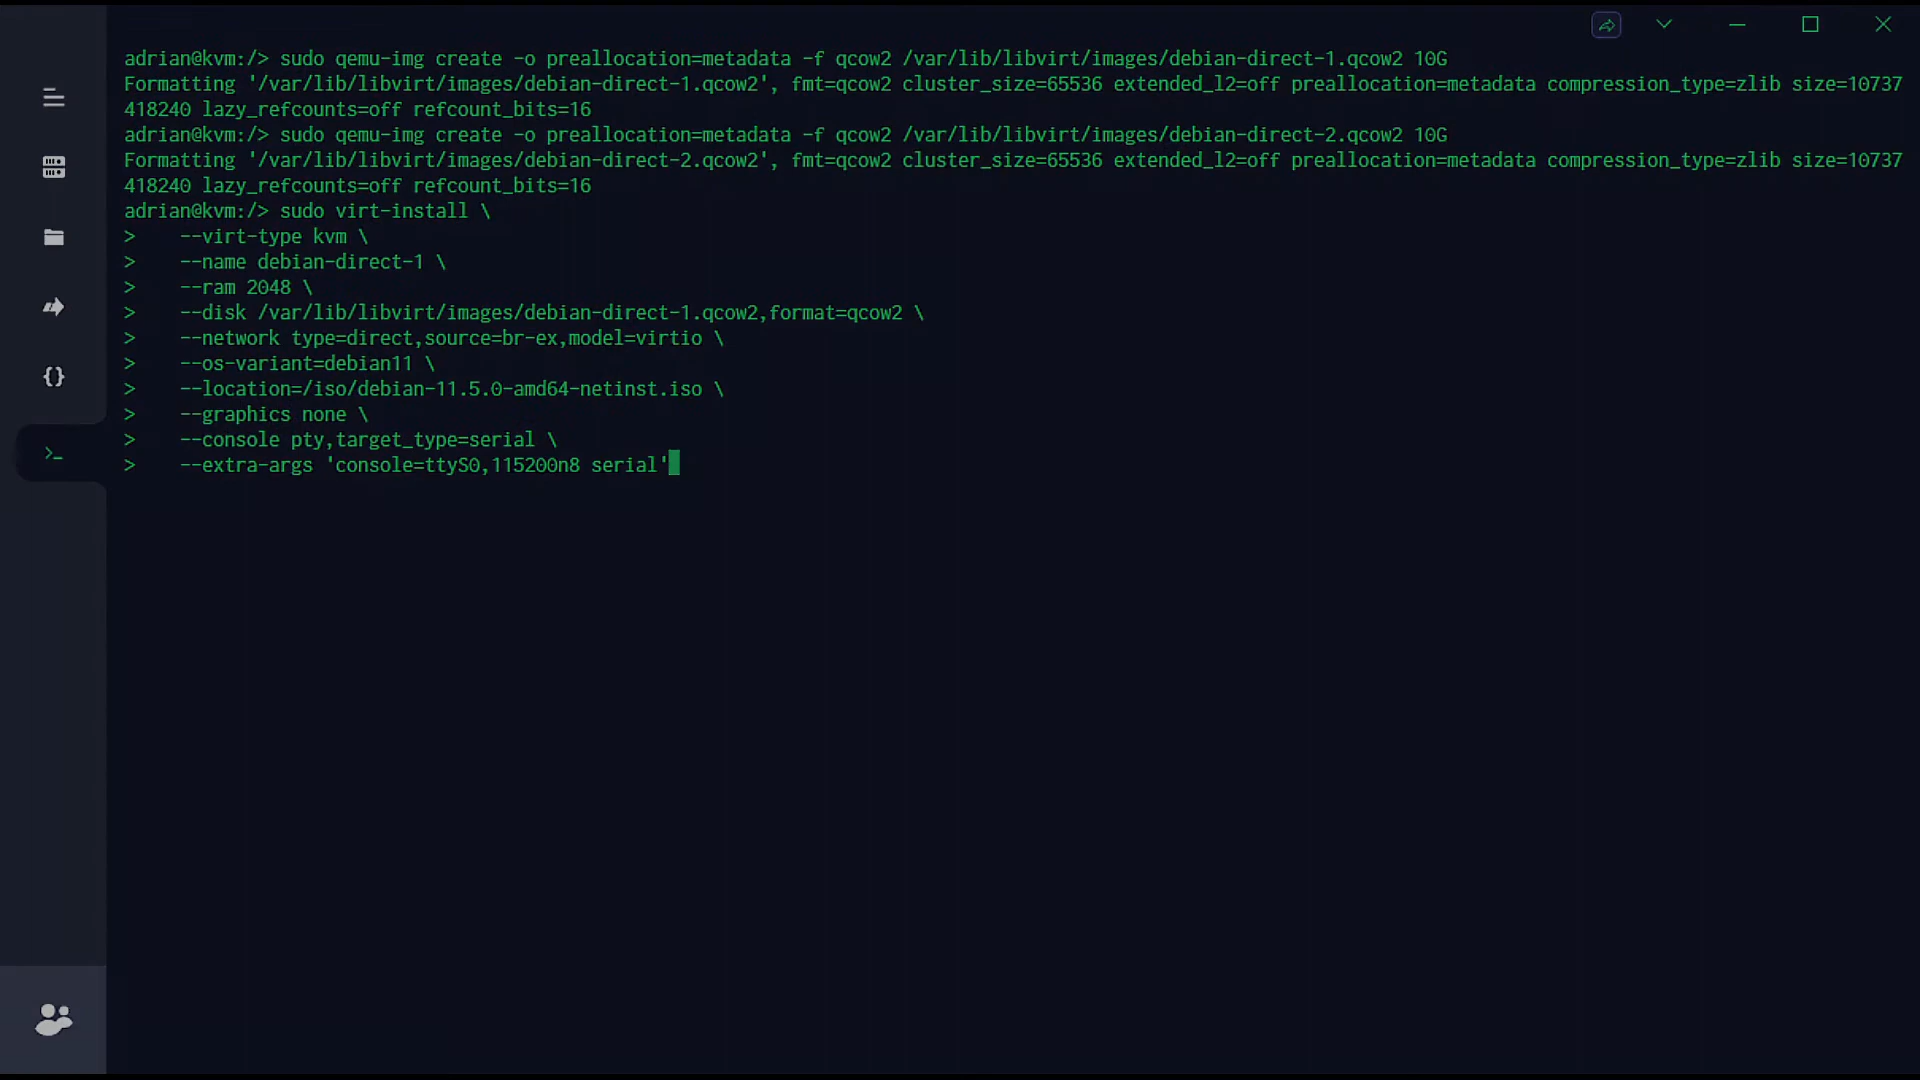 adrian@kvm:/> sudo qemu-img create -o preallocation=metadata -f qcow2 /var/lib/libvirt/images/debian-direct-1.qcow2 10G
Formatting '/var/lib/libvirt/images/debian-direct-1.qcow2', fmt=qcow2 cluster_size=65536 extended_l2=off preallocation=metadata compression_type=zlib size=10737
418240 lazy_refcounts=off refcount_bits=16
adrian@kvm:/> sudo qemu-img create -o preallocation=metadata -f qcow2 /var/lib/libvirt/images/debian-direct-2.qcow2 10G
Formatting '/var/lib/libvirt/images/debian-direct-2.qcow2', fmt=qcow2 cluster_size=65536 extended_l2=off preallocation=metadata compression_type=zlib size=10737
418240 lazy_refcounts=off refcount_bits=16
adrian@kvm:/> sudo virt-install \
>    --virt-type kvm \
>    --name debian-direct-1 \
>    --ram 2048 \
>    --disk /var/lib/libvirt/images/debian-direct-1.qcow2,format=qcow2 \
>    --network type=direct,source=br-ex,model=virtio \
>    --os-variant=debian11 \
>    --location=/iso/debian-11.5.0-amd64-netinst.iso \
>    --graphics none \
>    --console pty,target_type=serial \
>    --extra-args 'console=ttyS0,115200n8 serial'